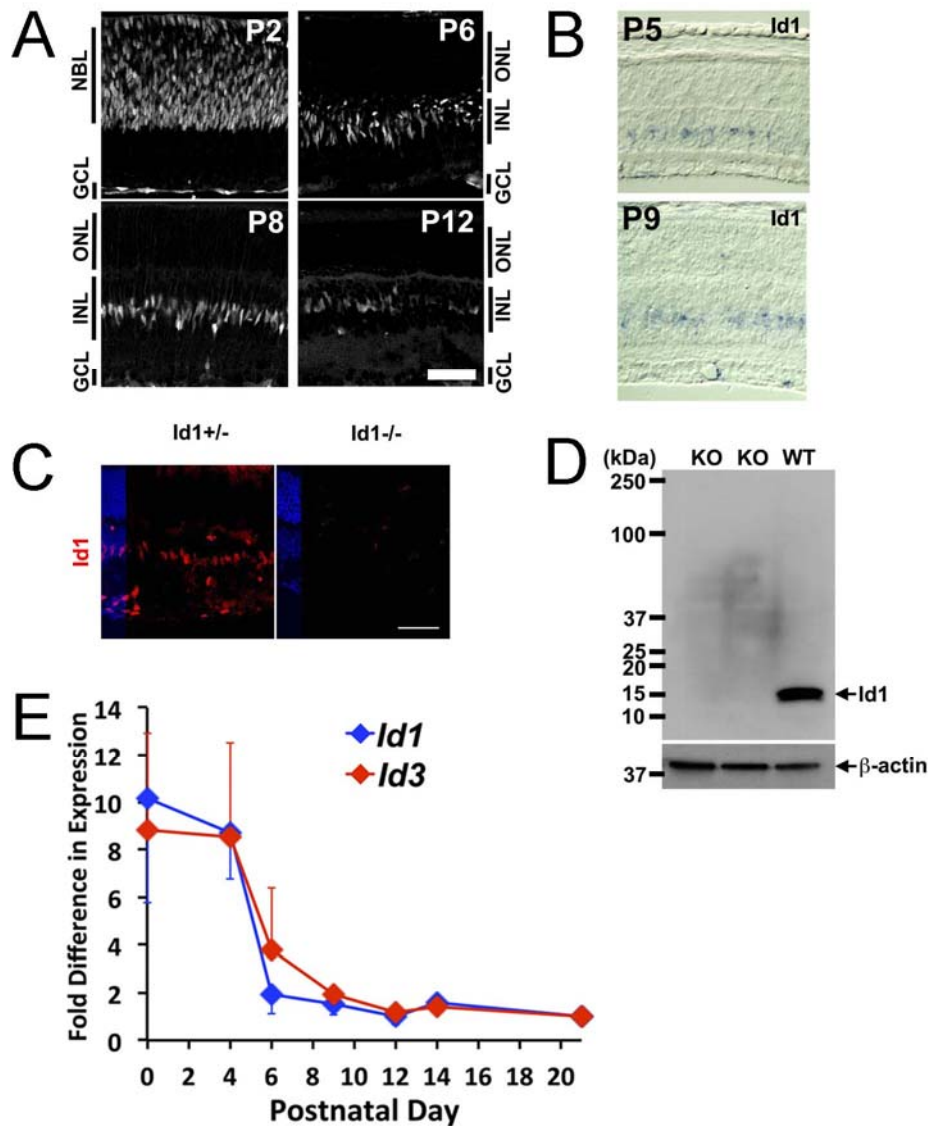 A
P2
P6
NBL
GCL
ONL
INL
GCL
P8
P12
ONL
INL
GCL
ONL
INL
GCL
B
P5
Id1
P9
Id1
C
Id1+/-
Id1-/-
Id1
D
(kDa)
KO
KO
WT
250
100
37
25
20
15
10
Id1
37
β-actin
E
Fold Difference in Expression
14
12
10
8
6
4
2
0
Id1
Id3
0 2 4 6 8 10 12 14 16 18 20
Postnatal Day